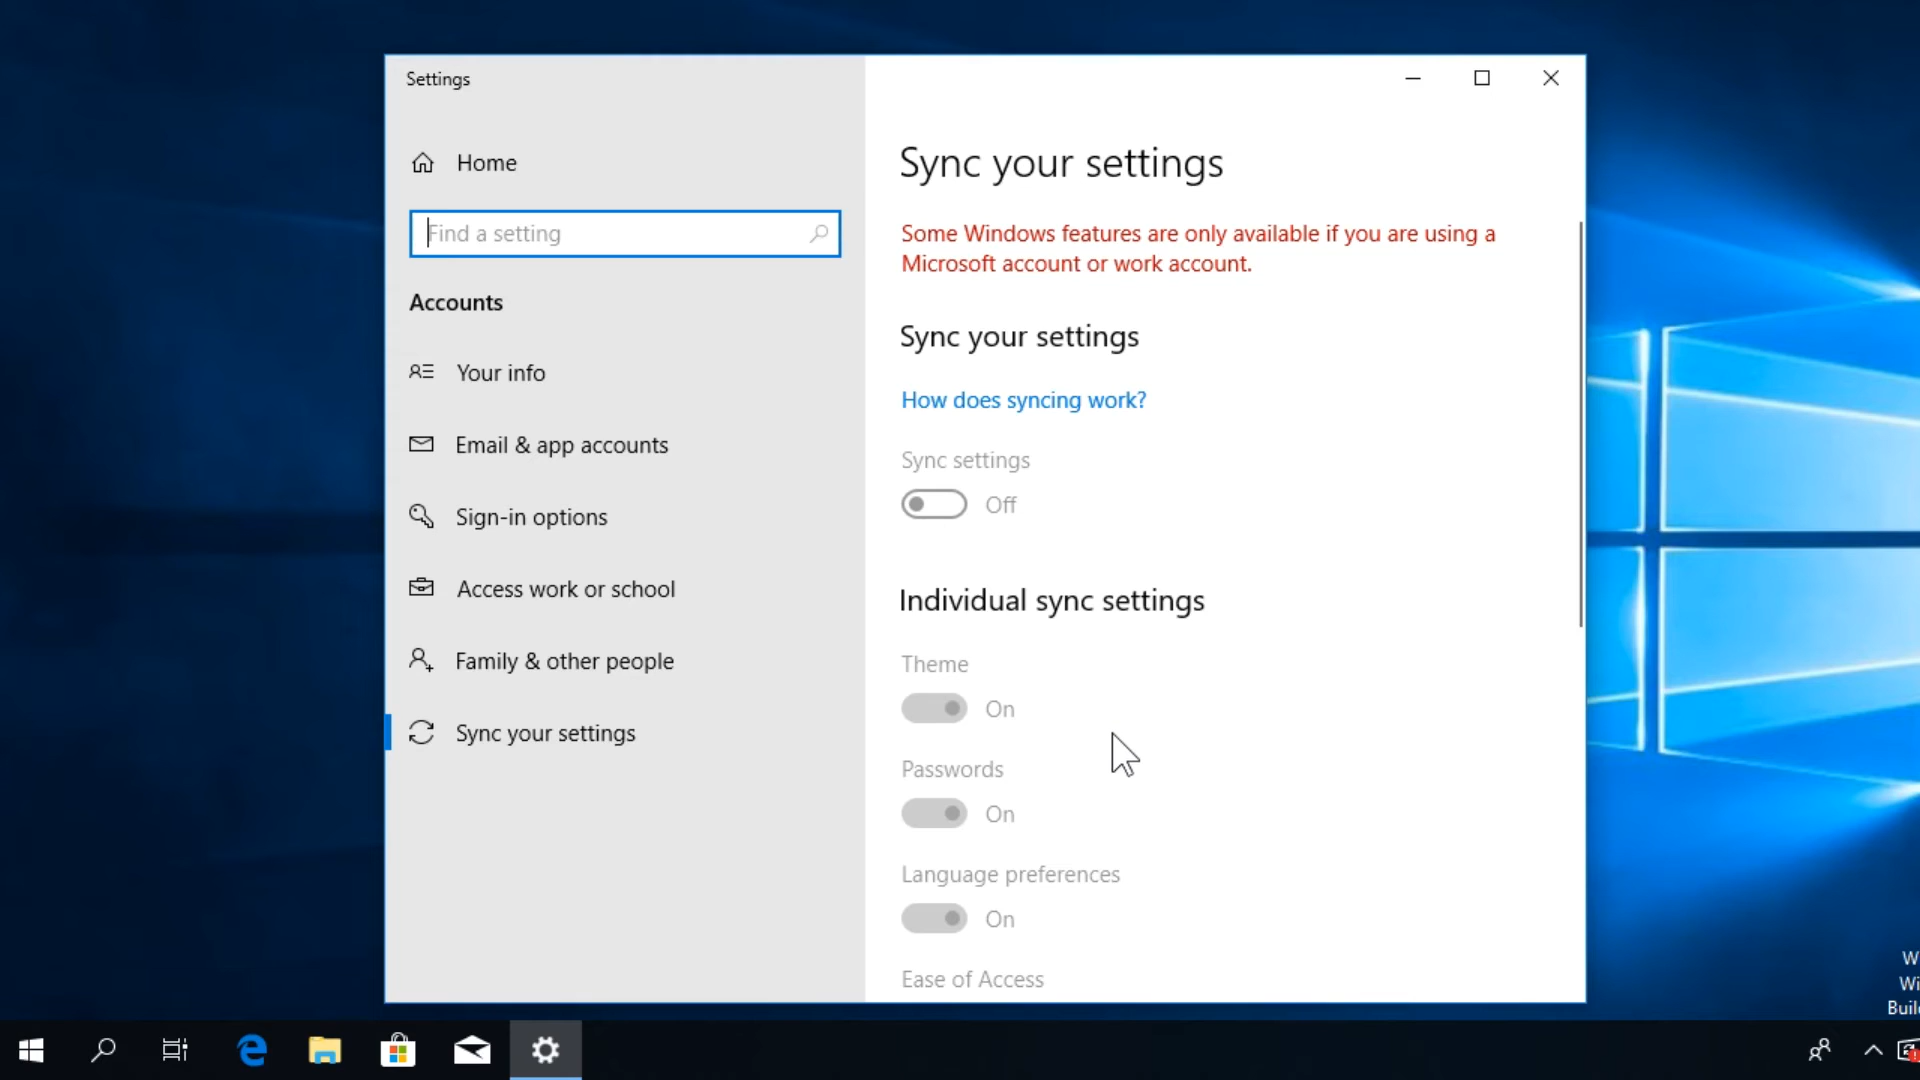 Settings
Home
Find a setting
Accounts
Your info
Email & app accounts
Sign-in options
Access work or school
Family & other people
Sync your settings
Sync your settings
Some Windows features are only available if you are using a
Microsoft account or work account.
Sync your settings
How does syncing work?
Sync settings
Off
Individual sync settings
Theme
On
Passwords
On
Language preferences
On
Ease of Access
W
Wi
Buil